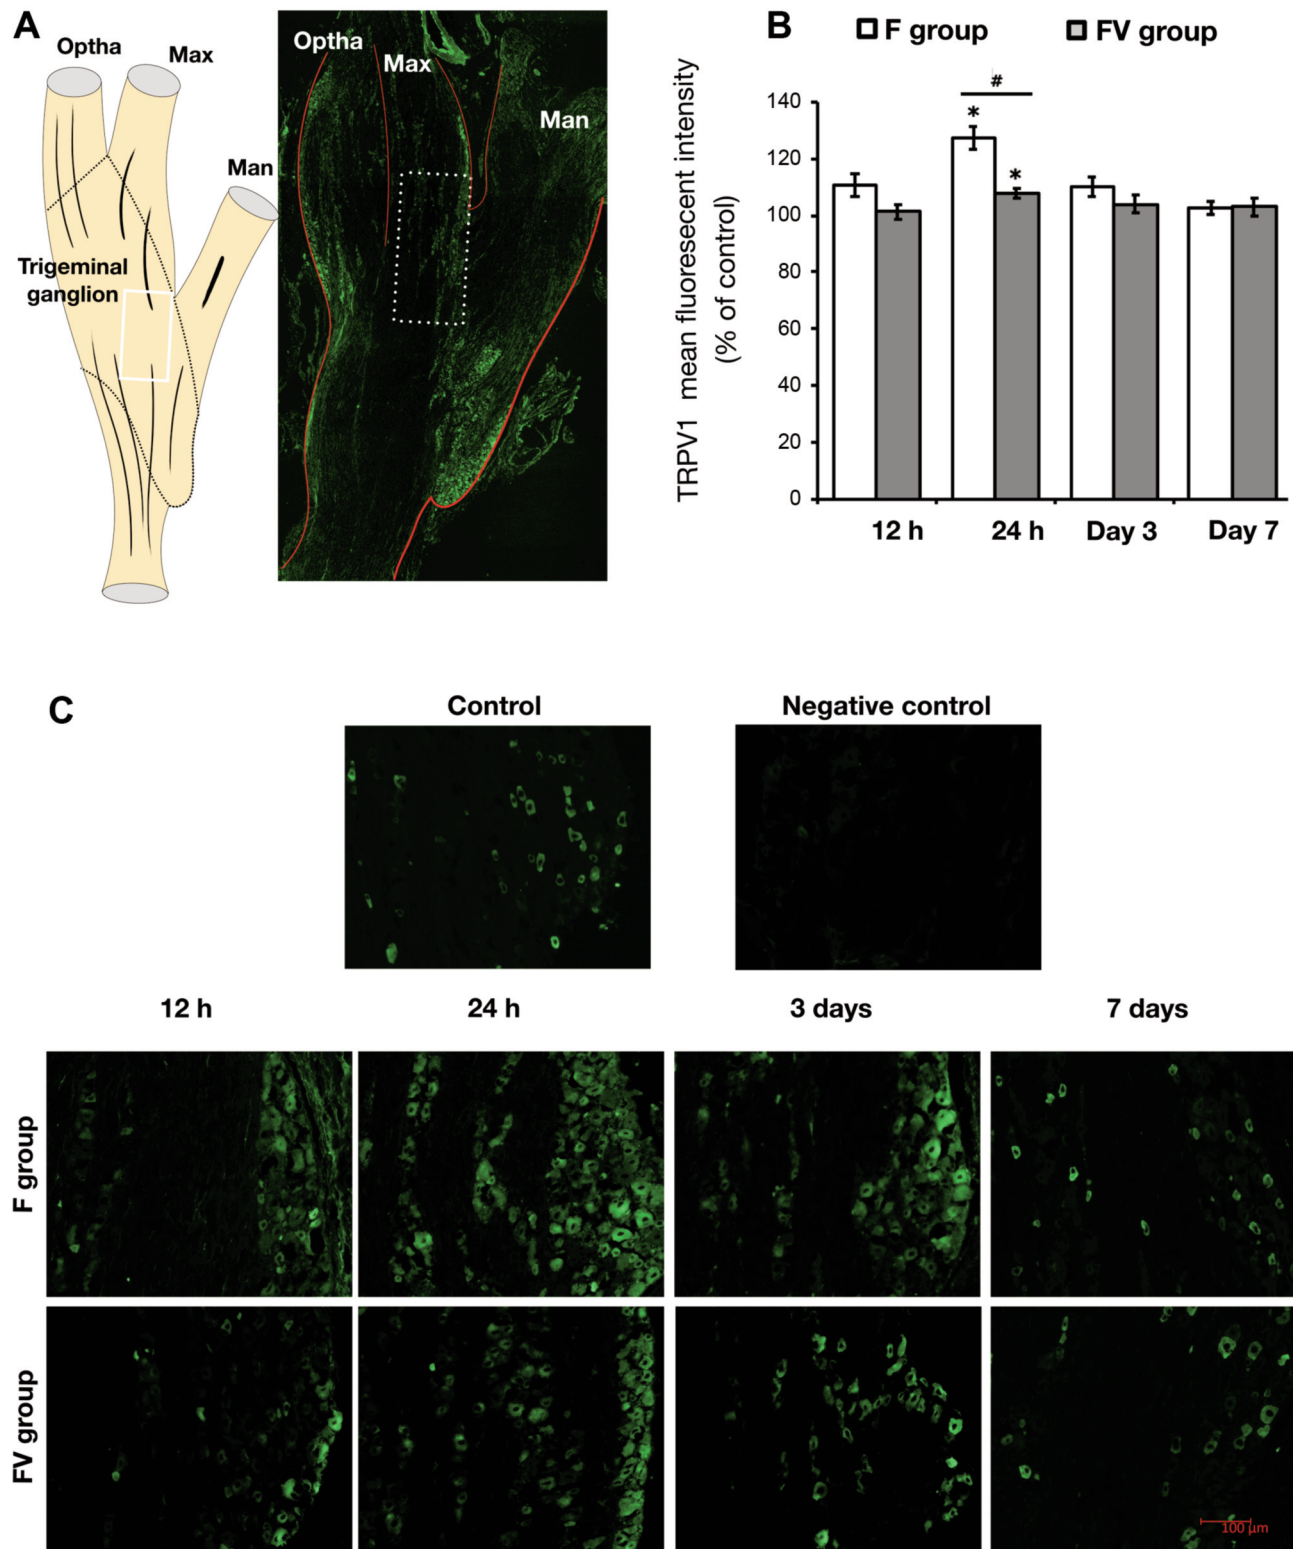 A
Optha
Max
Man
Trigeminal
ganglion
Optha
Max
Man
B
F group
FV group
TRPV1 mean fluorescent intensity
(% of control)
140
120
100
80
60
40
20
0
*
#
*
12 h
24 h
Day 3
Day 7
C
Control
Negative control
12 h
24 h
3 days
7 days
F group
FV group
100 µm